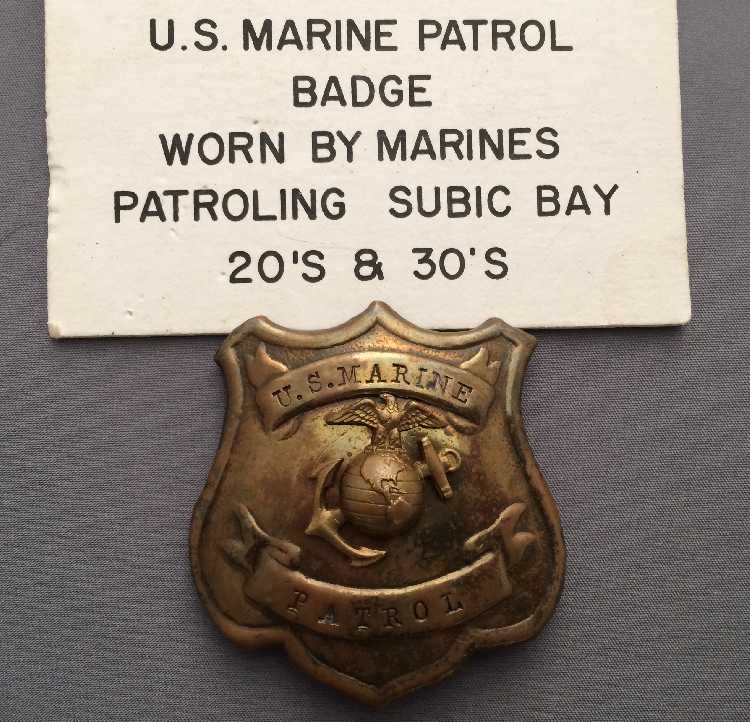 U.S. MARINE PATROL
BADGE
WORN BY MARINES
PATROLING SUBIC BAY
20'S & 30'S
U.S. MARINE
PATROL